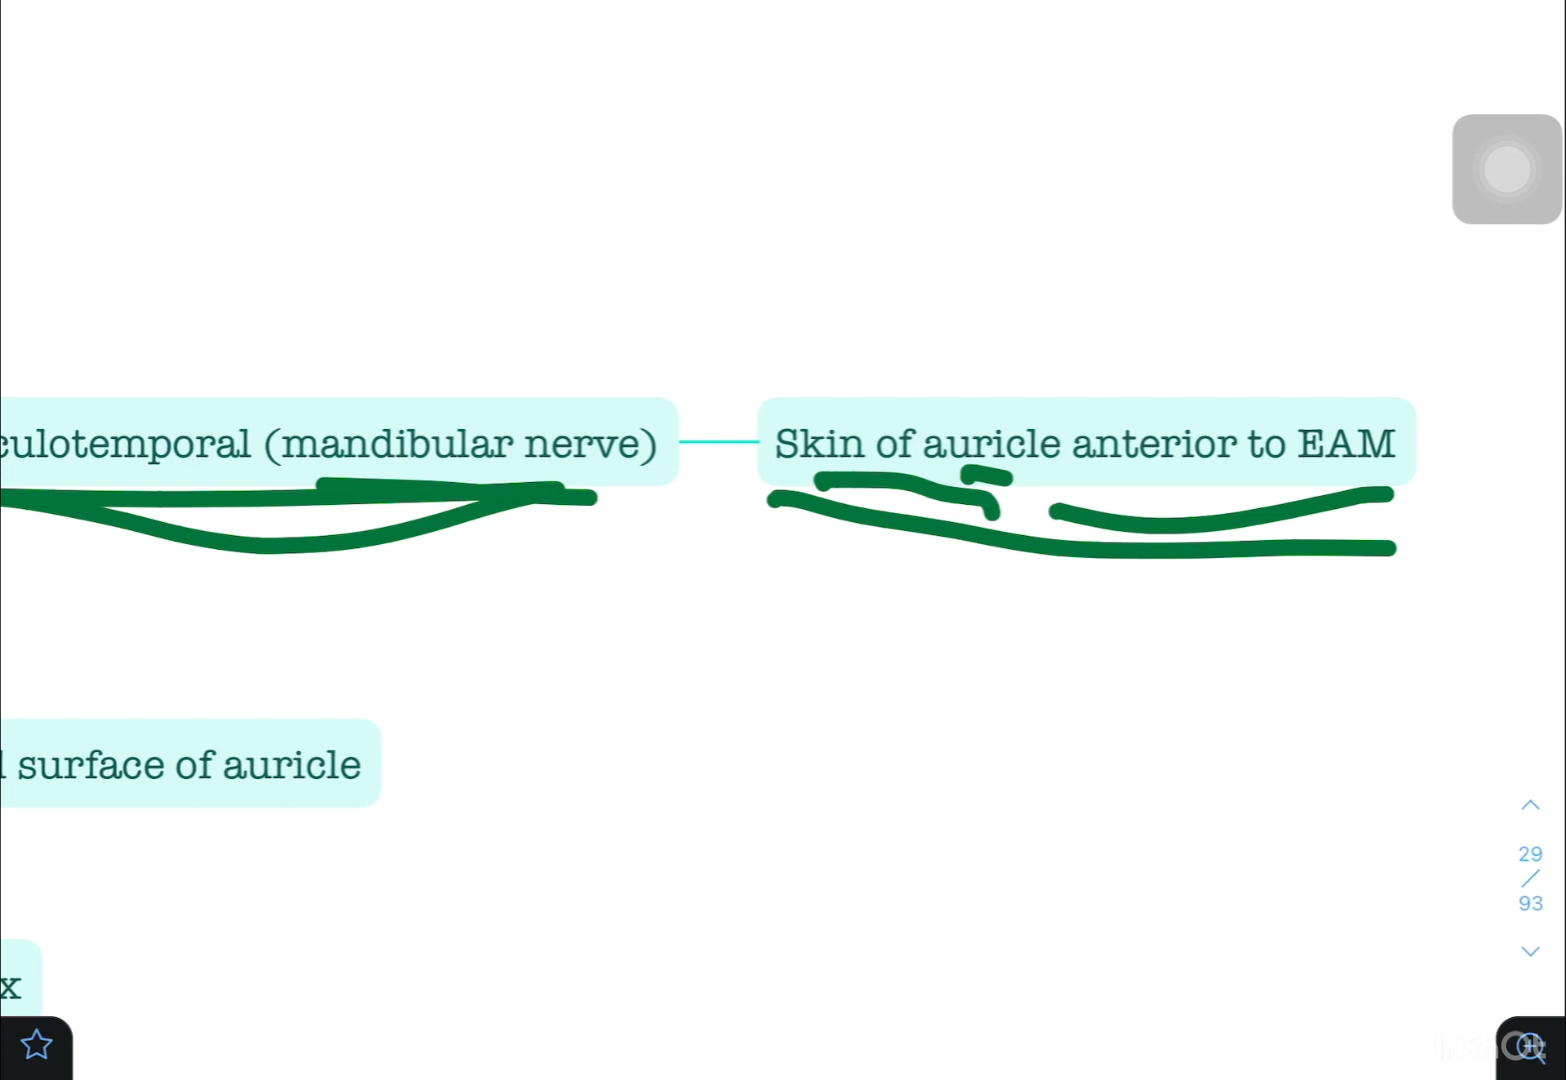 culotemporal (mandibular nerve)
Skin of auricle anterior to EAM
l surface of auricle
x
29
/
93